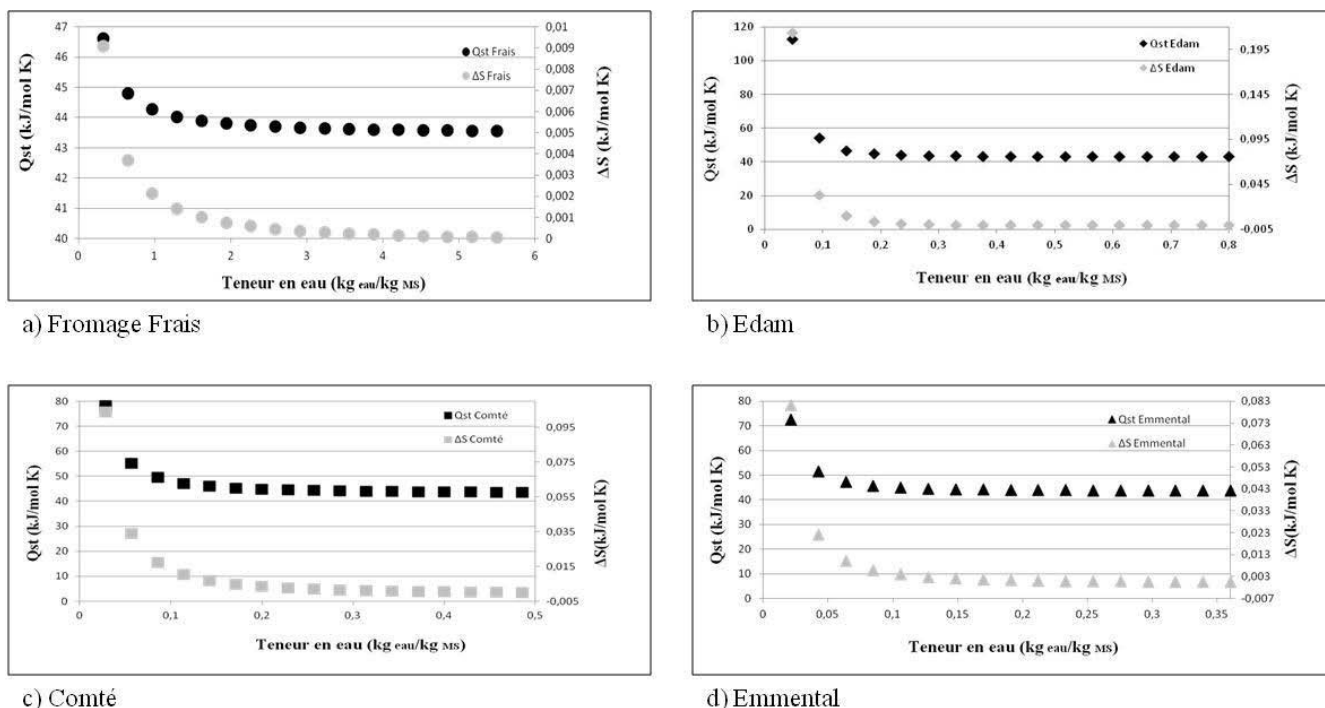 47
46
45
44
43
42
41
40
Qst (kJ/mol K)
0,01
0,009
0,008
0,007
0,006
0,005
0,004
0,003
0,002
0,001
0
ΔS (kJ/mol K)
Qst Frais
ΔS Frais
0 1 2 3 4 5 6
Teneur en eau (kg eau/kg MS)
a) Fromage Frais
120
100
80
60
40
20
0
Qst (kJ/mol K)
0,195
0,145
0,095
0,045
-0,005
ΔS (kJ/mol K)
Qst Edam
ΔS Edam
0 0,1 0,2 0,3 0,4 0,5 0,6 0,7 0,8
Teneur en eau (kg eau/kg MS)
b) Edam
80
70
60
50
40
30
20
10
0
Qst (kJ/mol K)
0,095
0,075
0,055
0,035
0,015
-0,005
ΔS(kJ/mol K)
Qst Comté
ΔS Comté
0 0,1 0,2 0,3 0,4 0,5
Teneur en eau (kg eau/kg MS)
c) Comté
80
70
60
50
40
30
20
10
0
Qst (kJ/mol K)
0,083
0,073
0,063
0,053
0,043
0,033
0,023
0,013
0,003
-0,007
ΔS(kJ/mol K)
Qst Emmental
ΔS Emmental
0 0,05 0,1 0,15 0,2 0,25 0,3 0,35
Teneur en eau (kg eau/kg MS)
d) Emmental